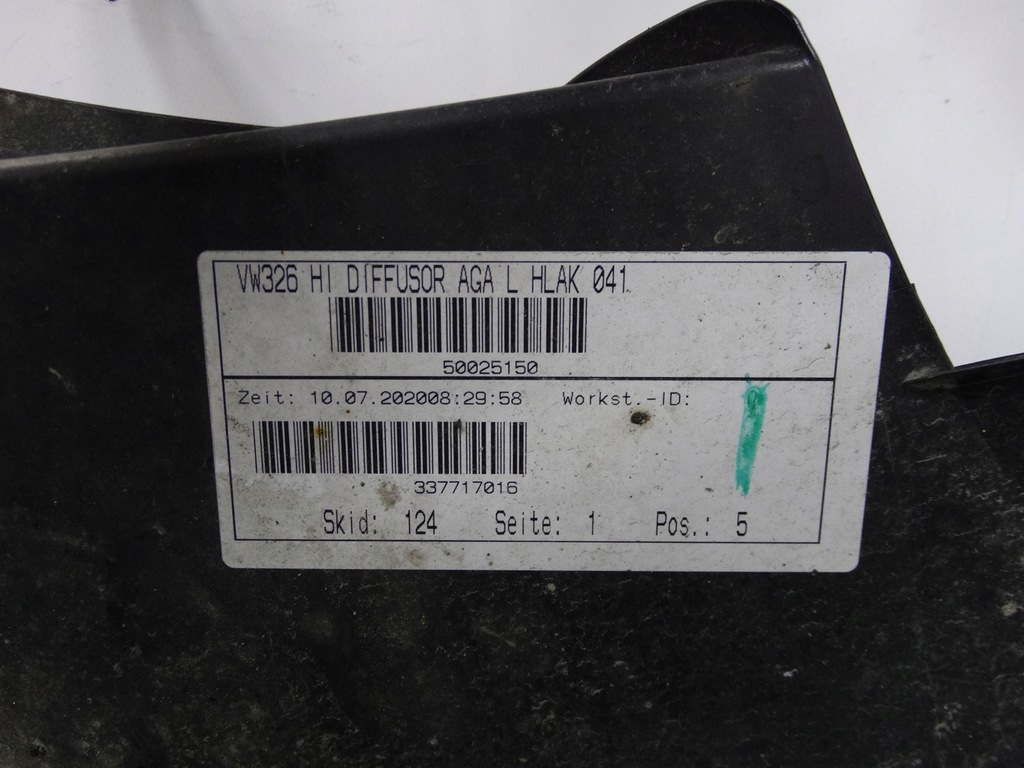 VW326 HI DIFFUSOR AGA L HLAK 041
50025150
Zeit: 10.07.202008:29:58 Workst.-ID:
337717016
Skid: 124 Seite: 1 Pos.: 5